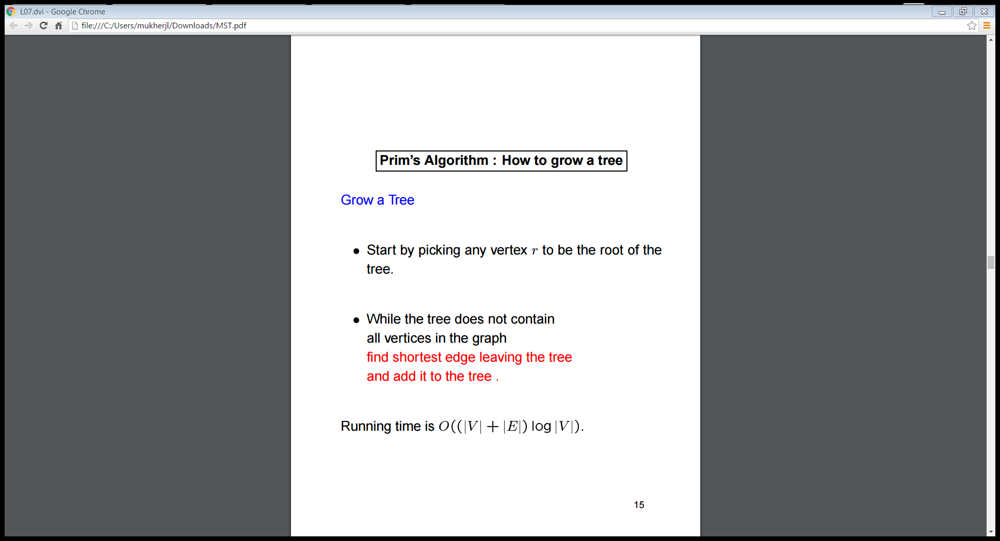 L07.dvi - Google Chrome
file:///C:/Users/mukherjl/Downloads/MST.pdf
Prim’s Algorithm : How to grow a tree
Grow a Tree
● Start by picking any vertex r to be the root of the
tree.
● While the tree does not contain
all vertices in the graph
find shortest edge leaving the tree
and add it to the tree .
Running time is O((|V| + |E|) log |V|).
15